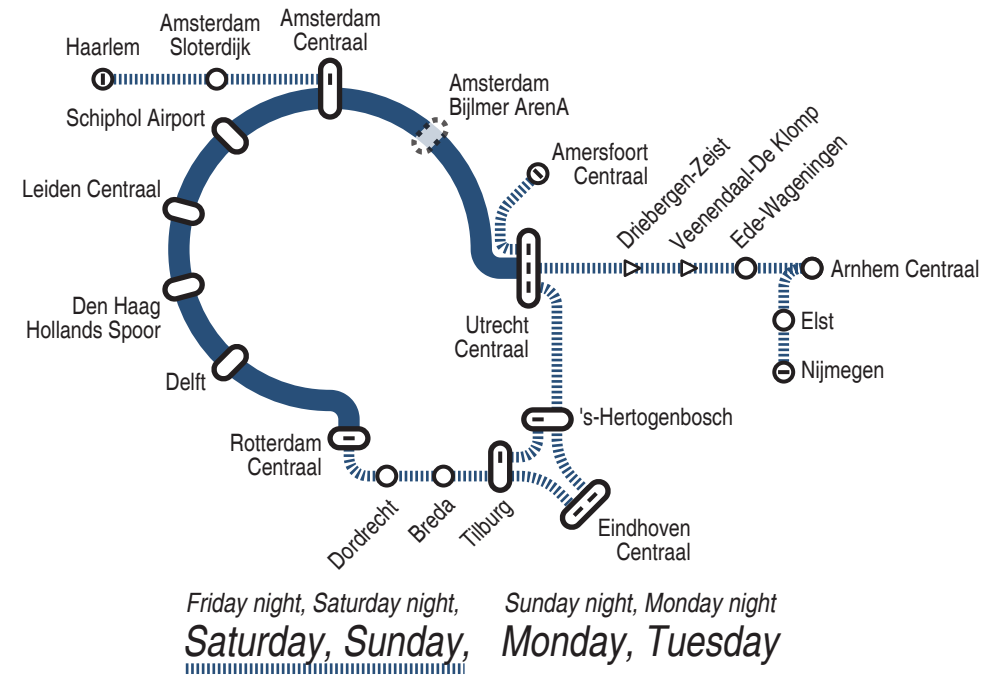 Amsterdam
Centraal
Amsterdam
Sloterdijk
Haarlem
Schiphol Airport
Amsterdam
Bijlmer ArenA
Leiden Centraal
Amersfoort
Centraal
Driebergen-Zeist
Veenendaal-De Klomp
Ede-Wageningen
Arnhem Centraal
Den Haag
Hollands Spoor
Utrecht
Centraal
Elst
Nijmegen
Delft
's-Hertogenbosch
Rotterdam
Centraal
Dordrecht
Breda
Tilburg
Eindhoven
Centraal
Friday night, Saturday night,
Saturday, Sunday,
Sunday night, Monday night
Monday, Tuesday